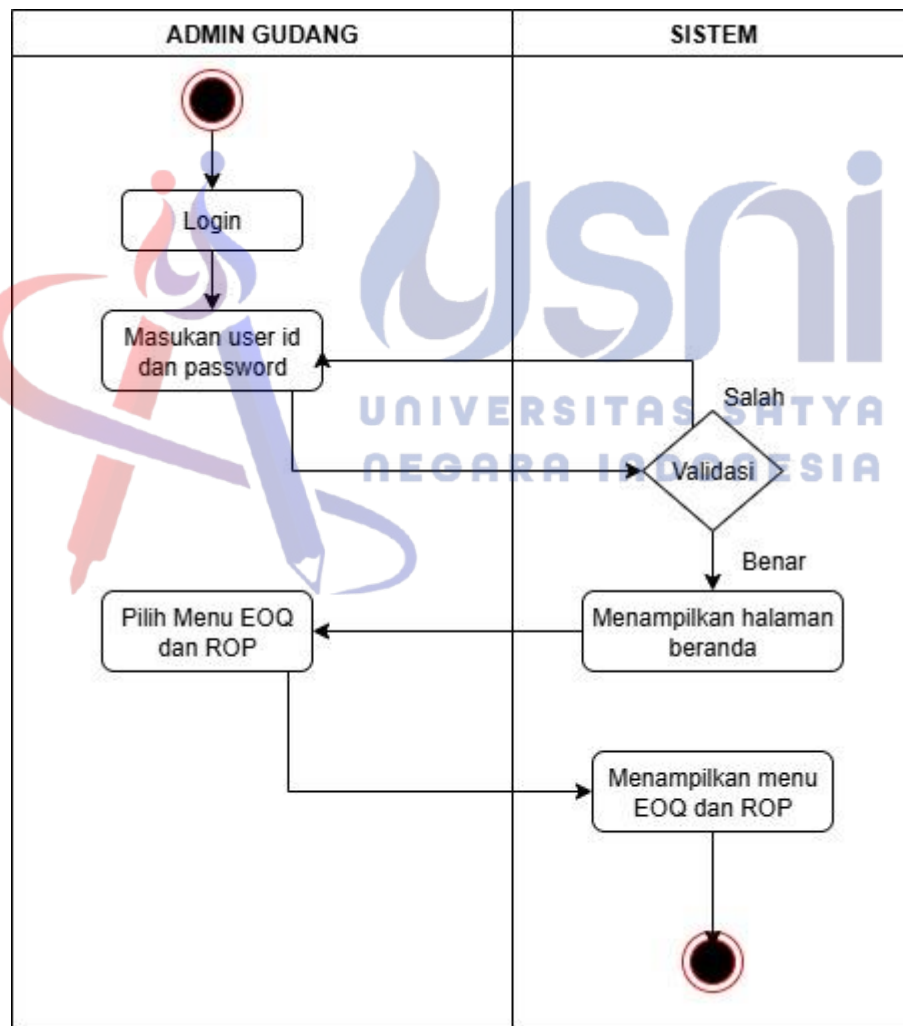 ADMIN GUDANG
SISTEM
Login
Masukan user id
dan password
Salah
Validasi
Benar
Pilih Menu EOQ
dan ROP
Menampilkan halaman
beranda
Menampilkan menu
EOQ dan ROP
usni
UNIVERSITAS SATYA
NEGARA INDONESIA